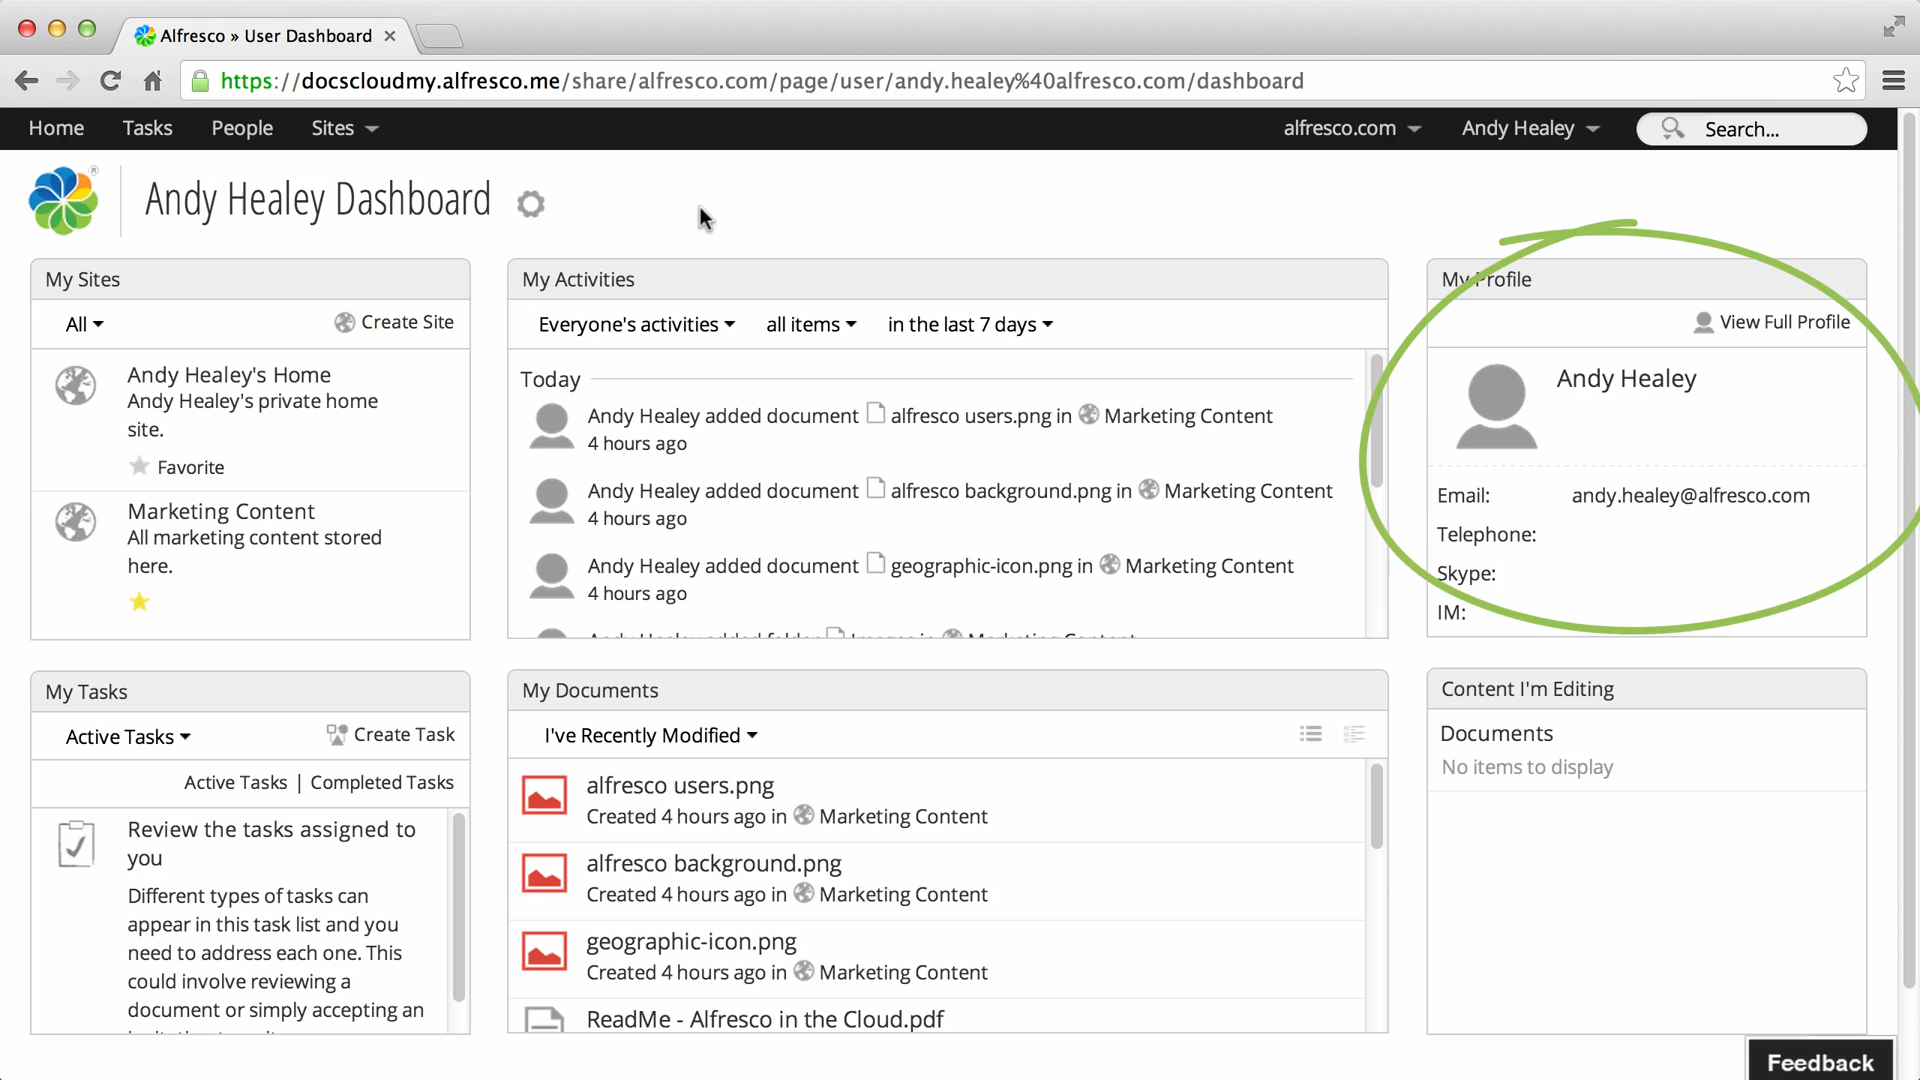 Alfresco » User Dashboard
https://docscloudmy.alfresco.me/share/alfresco.com/page/user/andy.healey%40alfresco.com/dashboard
Home Tasks People Sites alfresco.com Andy Healey Search...
Andy Healey Dashboard
My Sites
All Create Site
Andy Healey's Home
Andy Healey's private home
site.
Favorite
Marketing Content
All marketing content stored
here.
My Activities
Everyone's activities all items in the last 7 days
Today
Andy Healey added document alfresco users.png in Marketing Content
4 hours ago
Andy Healey added document alfresco background.png in Marketing Content
4 hours ago
Andy Healey added document geographic-icon.png in Marketing Content
4 hours ago
Andy Healey added folder Images in Marketing Content
My Profile
View Full Profile
Andy Healey
Email: andy.healey@alfresco.com
Telephone:
Skype:
IM:
My Tasks
Active Tasks Create Task
Active Tasks | Completed Tasks
Review the tasks assigned to
you
Different types of tasks can
appear in this task list and you
need to address each one. This
could involve reviewing a
document or simply accepting an
My Documents
I've Recently Modified
alfresco users.png
Created 4 hours ago in Marketing Content
alfresco background.png
Created 4 hours ago in Marketing Content
geographic-icon.png
Created 4 hours ago in Marketing Content
ReadMe - Alfresco in the Cloud.pdf
Content I'm Editing
Documents
No items to display
Feedback